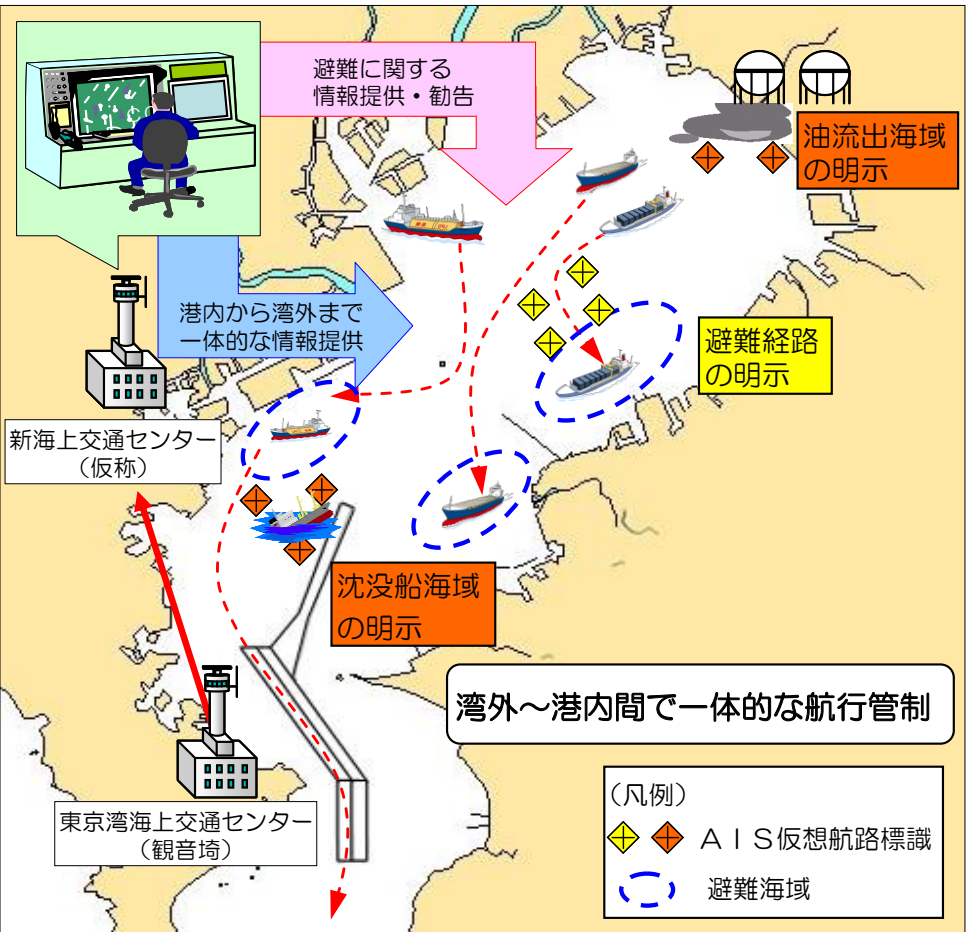 避難に関する
情報提供・勧告
油流出海域
の明示
港内から湾外まで
一体的な情報提供
避難経路
の明示
新海上交通センター
（仮称）
沈没船海域
の明示
湾外～港内間で一体的な航行管制
東京湾海上交通センター
（観音埼）
（凡例）
ＡＩＳ仮想航路標識
避難海域